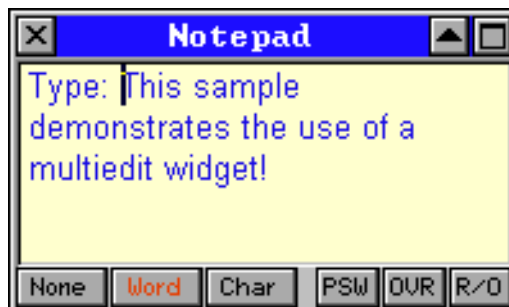 Notepad
Type: This sample
demonstrates the use of a
multiedit widget!
None Word Char PSW OVR R/O